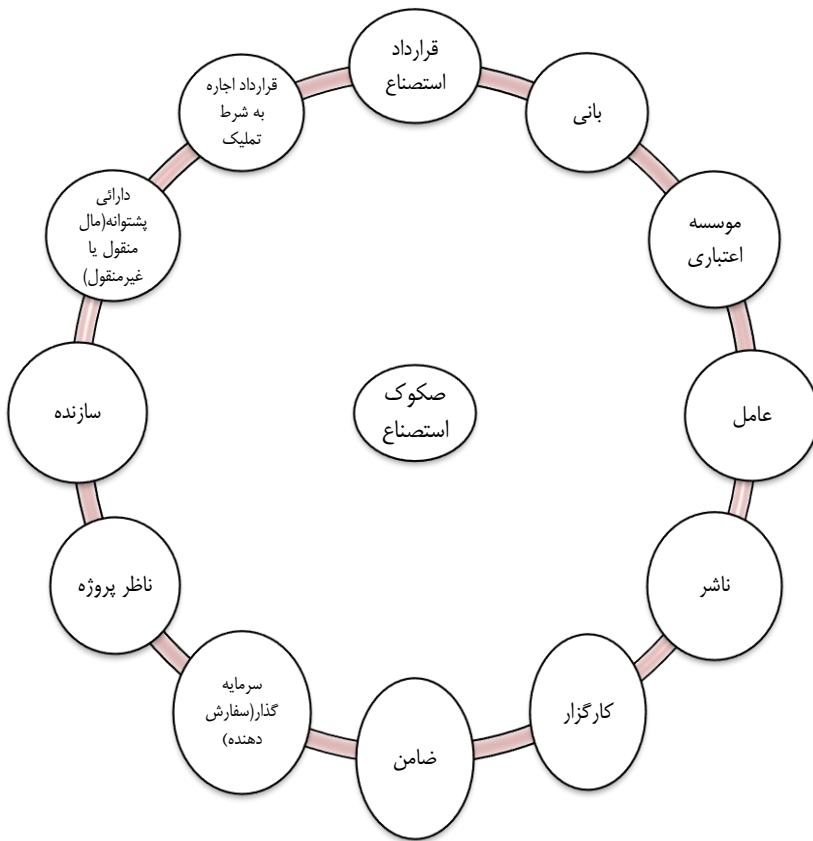 قرارداد
استصناع
بانی
موسسه
اعتباری
عامل
ناشر
کارگزار
ضامن
سرمایه
گذار(سفارش
دهنده)
ناظر پروژه
سازنده
دارائی
پشتوانه(مال
منقول یا
غیرمنقول)
قرارداد اجاره
به شرط
تملیک
صکوک
استصناع